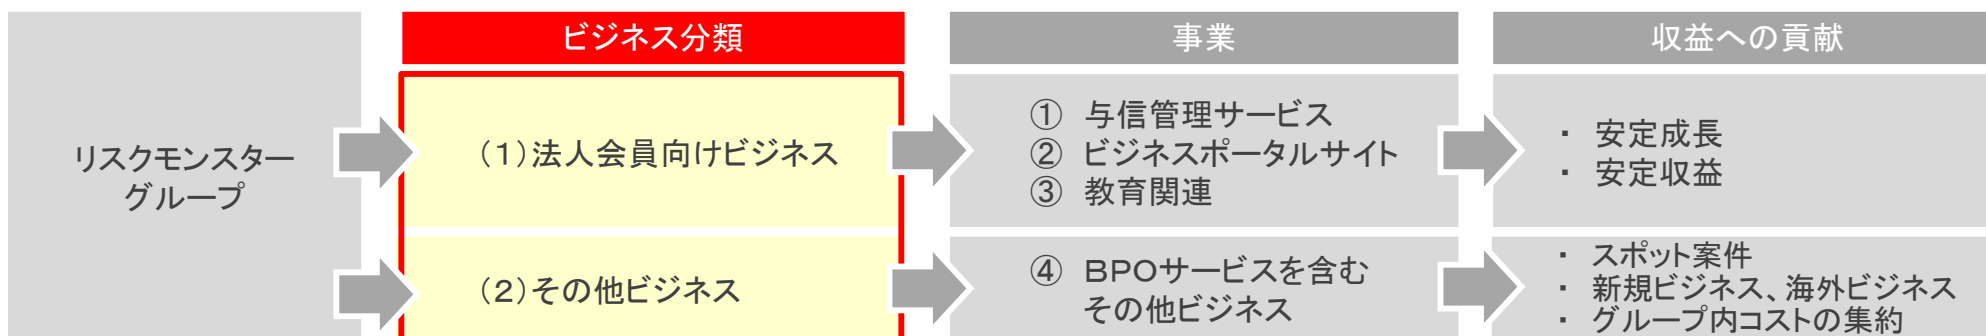 ビジネス分類
事業
収益への貢献
リスクモンスター
グループ
（１）法人会員向けビジネス
① 与信管理サービス
② ビジネスポータルサイト
③ 教育関連
・ 安定成長
・ 安定収益
（２）その他ビジネス
④ ＢＰＯサービスを含む
その他ビジネス
・ スポット案件
・ 新規ビジネス、海外ビジネス
・ グループ内コストの集約